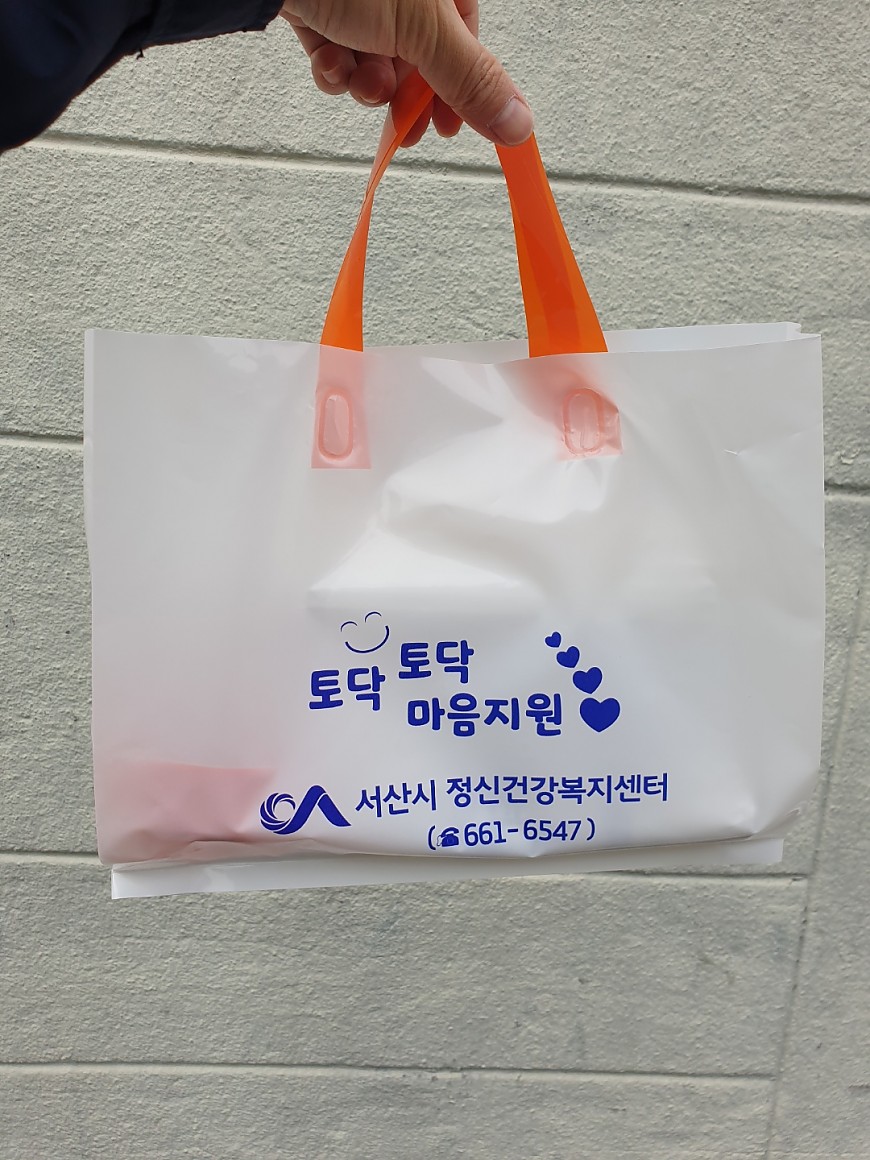 토닥 토닥
마음지원
서산시 정신건강복지센터
(☎661-6547)